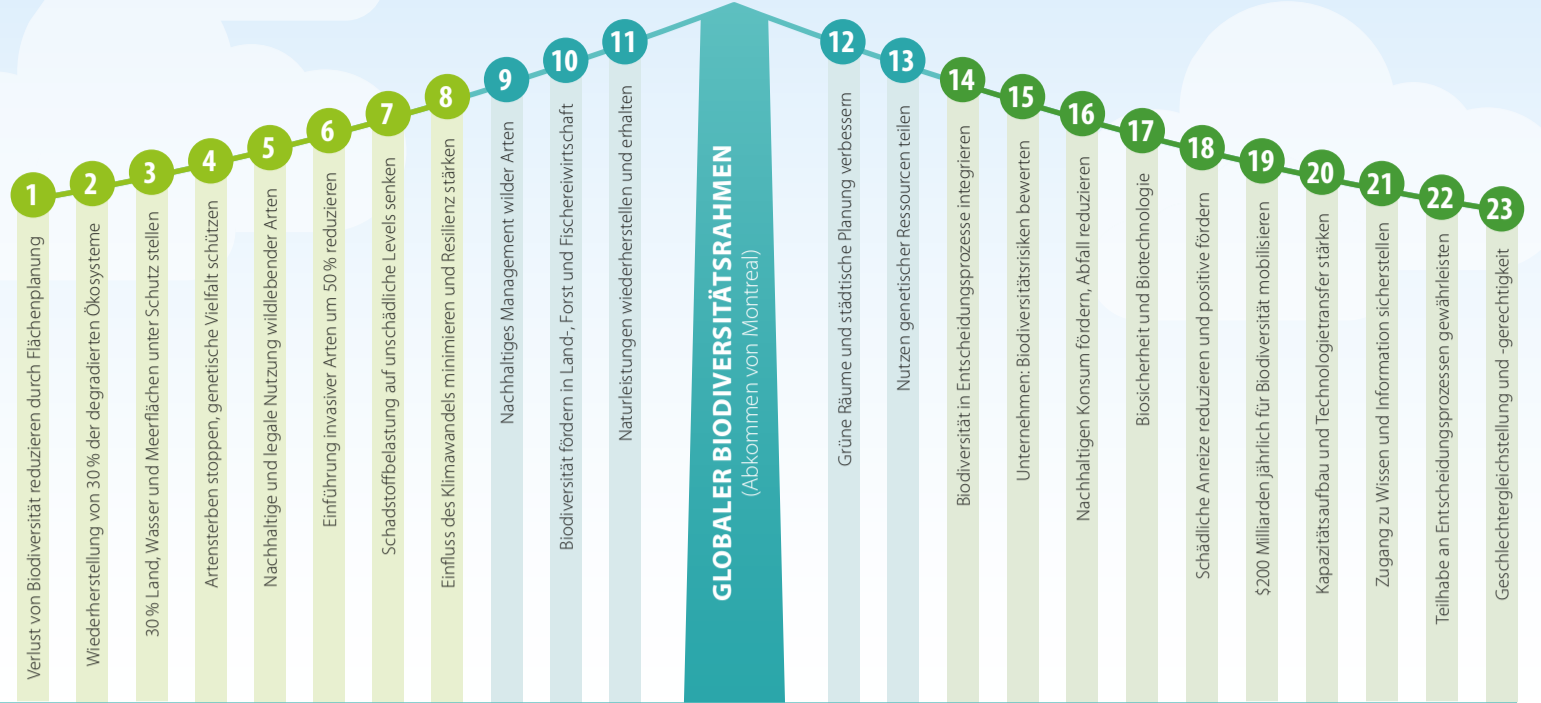 1
Verlust von Biodiversität reduzieren durch Flächenplanung
2
Wiederherstellung von 30% der degradierten Ökosysteme
3
30% Land, Wasser und Meerflächen unter Schutz stellen
4
Artensterben stoppen, genetische Vielfalt schützen
5
Nachhaltige und legale Nutzung wildlebender Arten
6
Einführung invasiver Arten um 50% reduzieren
7
Schadstoffbelastung auf unschädliche Levels senken
8
Einfluss des Klimawandels minimieren und Resilienz stärken
9
Nachhaltiges Management wilder Arten
10
Biodiversität fördern in Land-, Forst und Fischereiwirtschaft
11
Naturleistungen wiederherstellen und erhalten
GLOBALER BIODIVERSITÄTSRAHMEN
(Abkommen von Montreal)
12
Grüne Räume und städtische Planung verbessern
13
Nutzen genetischer Ressourcen teilen
14
Biodiversität in Entscheidungsprozesse integrieren
15
Unternehmen: Biodiversitätsrisiken bewerten
16
Nachhaltigen Konsum fördern, Abfall reduzieren
17
Biosicherheit und Biotechnologie
18
Schädliche Anreize reduzieren und positive fördern
19
$200 Milliarden jährlich für Biodiversität mobilisieren
20
Kapazitätsaufbau und Technologietransfer stärken
21
Zugang zu Wissen und Information sicherstellen
22
Teilhabe an Entscheidungsprozessen gewährleisten
23
Geschlechtergleichstellung und -gerechtigkeit